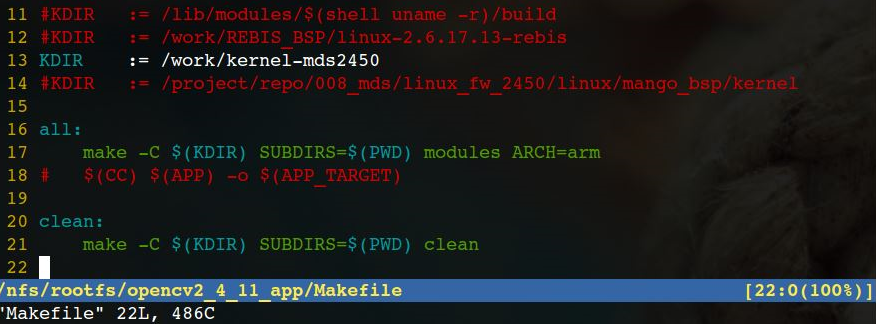 11 #KDIR   := /lib/modules/$(shell uname -r)/build
12 #KDIR   := /work/REBIS_BSP/linux-2.6.17.13-rebis
13 KDIR    := /work/kernel-mds2450
14 #KDIR   := /project/repo/008_mds/linux_fw_2450/linux/mango_bsp/kernel
15
16 all:
17     make -C $(KDIR) SUBDIRS=$(PWD) modules ARCH=arm
18 #   $(CC) $(APP) -o $(APP_TARGET)
19
20 clean:
21     make -C $(KDIR) SUBDIRS=$(PWD) clean
22
/nfs/rootfs/opencv2_4_11_app/Makefile [22:0(100%)]
"Makefile" 22L, 486C